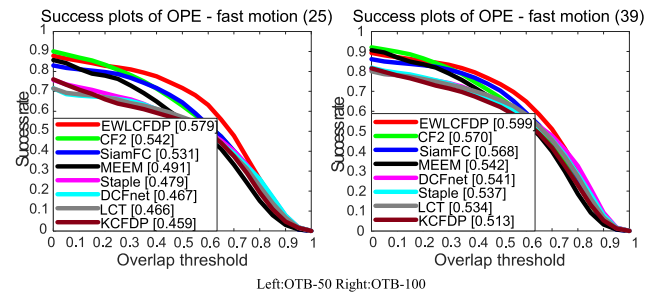 Success plots of OPE - fast motion (25)
Success rate
1
0.9
0.8
0.7
0.6
0.5
0.4
0.3
0.2
0.1
0
EWLCFDP [0.579]
CF2 [0.542]
SiamFC [0.531]
MEEM [0.491]
Staple [0.479]
DCFnet [0.467]
LCT [0.466]
KCFDP [0.459]
0 0.1 0.2 0.3 0.4 0.5 0.6 0.7 0.8 0.9 1
Overlap threshold
Success plots of OPE - fast motion (39)
Success rate
1
0.9
0.8
0.7
0.6
0.5
0.4
0.3
0.2
0.1
0
EWLCFDP [0.599]
CF2 [0.570]
SiamFC [0.568]
MEEM [0.542]
DCFnet [0.541]
Staple [0.537]
LCT [0.534]
KCFDP [0.513]
0 0.1 0.2 0.3 0.4 0.5 0.6 0.7 0.8 0.9 1
Overlap threshold
Left:OTB-50 Right:OTB-100